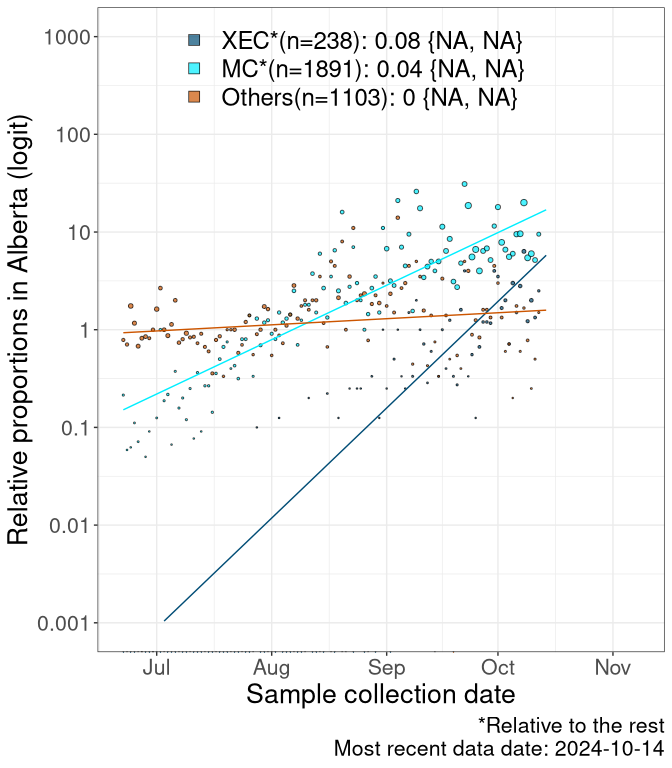 XEC*(n=238): 0.08 {NA, NA}
MC*(n=1891): 0.04 {NA, NA}
Others(n=1103): 0 {NA, NA}
Relative proportions in Alberta (logit)
1000
100
10
1
0.1
0.01
0.001
Jul Aug Sep Oct Nov
Sample collection date
*Relative to the rest
Most recent data date: 2024-10-14